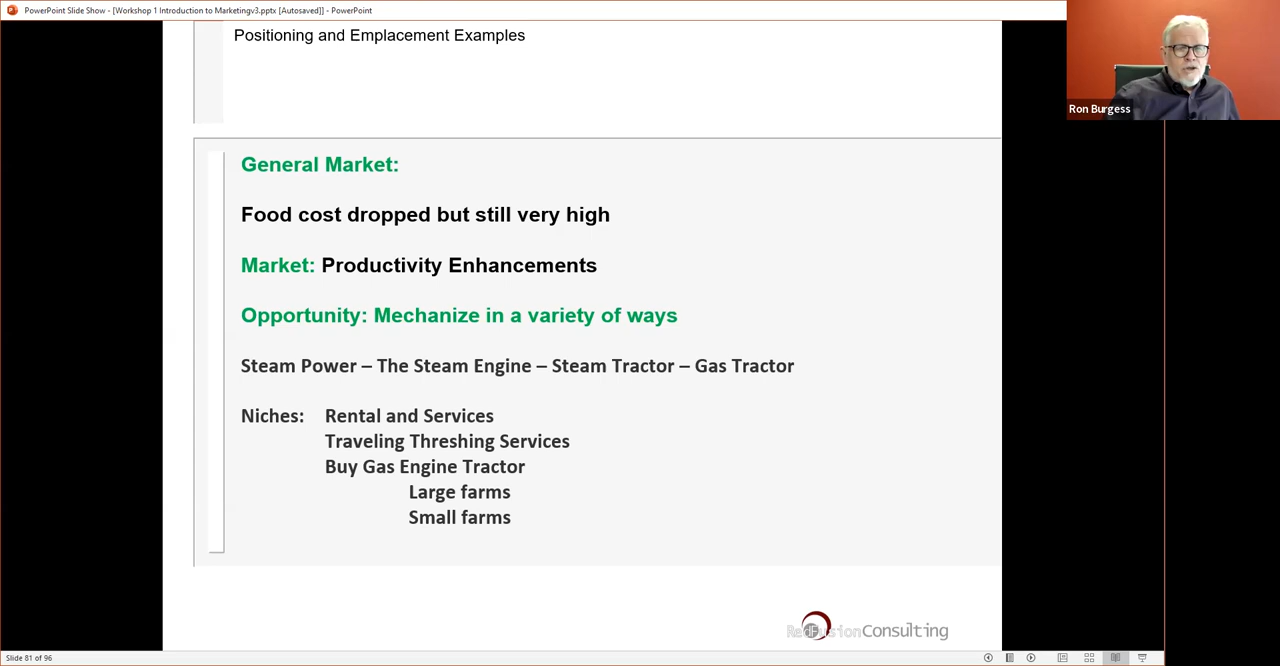 PowerPoint Slide Show - [Workshop 1 Introduction to Marketingv3.pptx [Autosaved]] - PowerPoint
Positioning and Emplacement Examples
Ron Burgess
General Market:
Food cost dropped but still very high
Market: Productivity Enhancements
Opportunity: Mechanize in a variety of ways
Steam Power – The Steam Engine – Steam Tractor – Gas Tractor
Niches: Rental and Services
Traveling Threshing Services
Buy Gas Engine Tractor
Large farms
Small farms
RedFusionConsulting
Slide 81 of 96